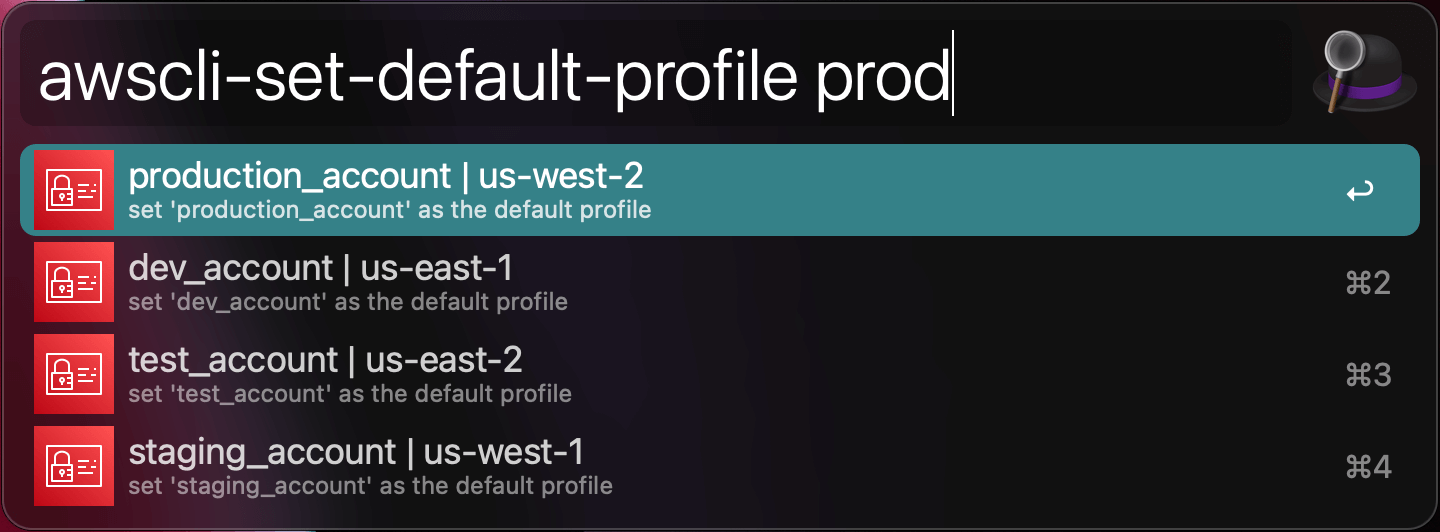 awscli-set-default-profile prod
production_account | us-west-2
set 'production_account' as the default profile
↩
dev_account | us-east-1
set 'dev_account' as the default profile
⌘2
test_account | us-east-2
set 'test_account' as the default profile
⌘3
staging_account | us-west-1
set 'staging_account' as the default profile
⌘4